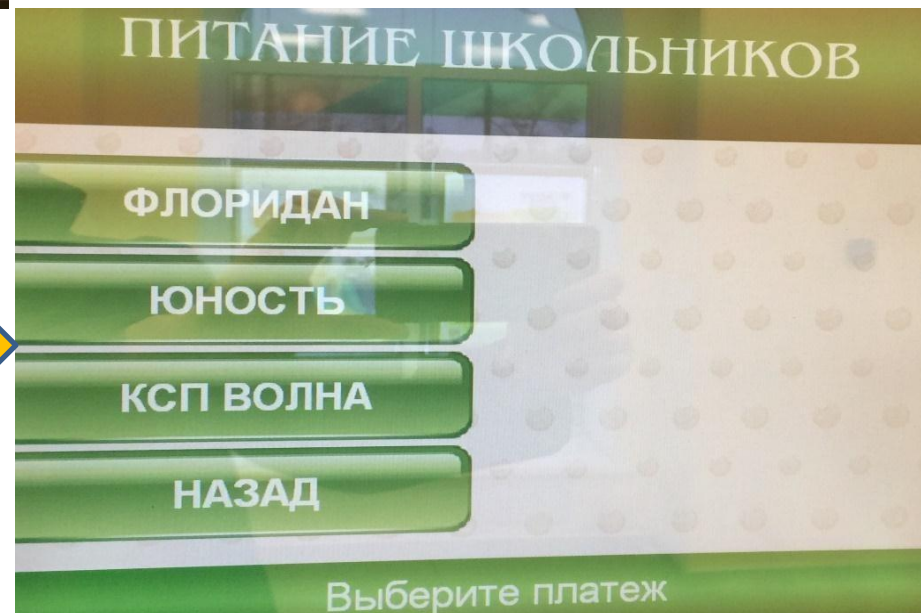 ПИТАНИЕ ШКОЛЬНИКОВ
ФЛОРИДАН
ЮНОСТЬ
КСП ВОЛНА
НАЗАД
Выберите платеж